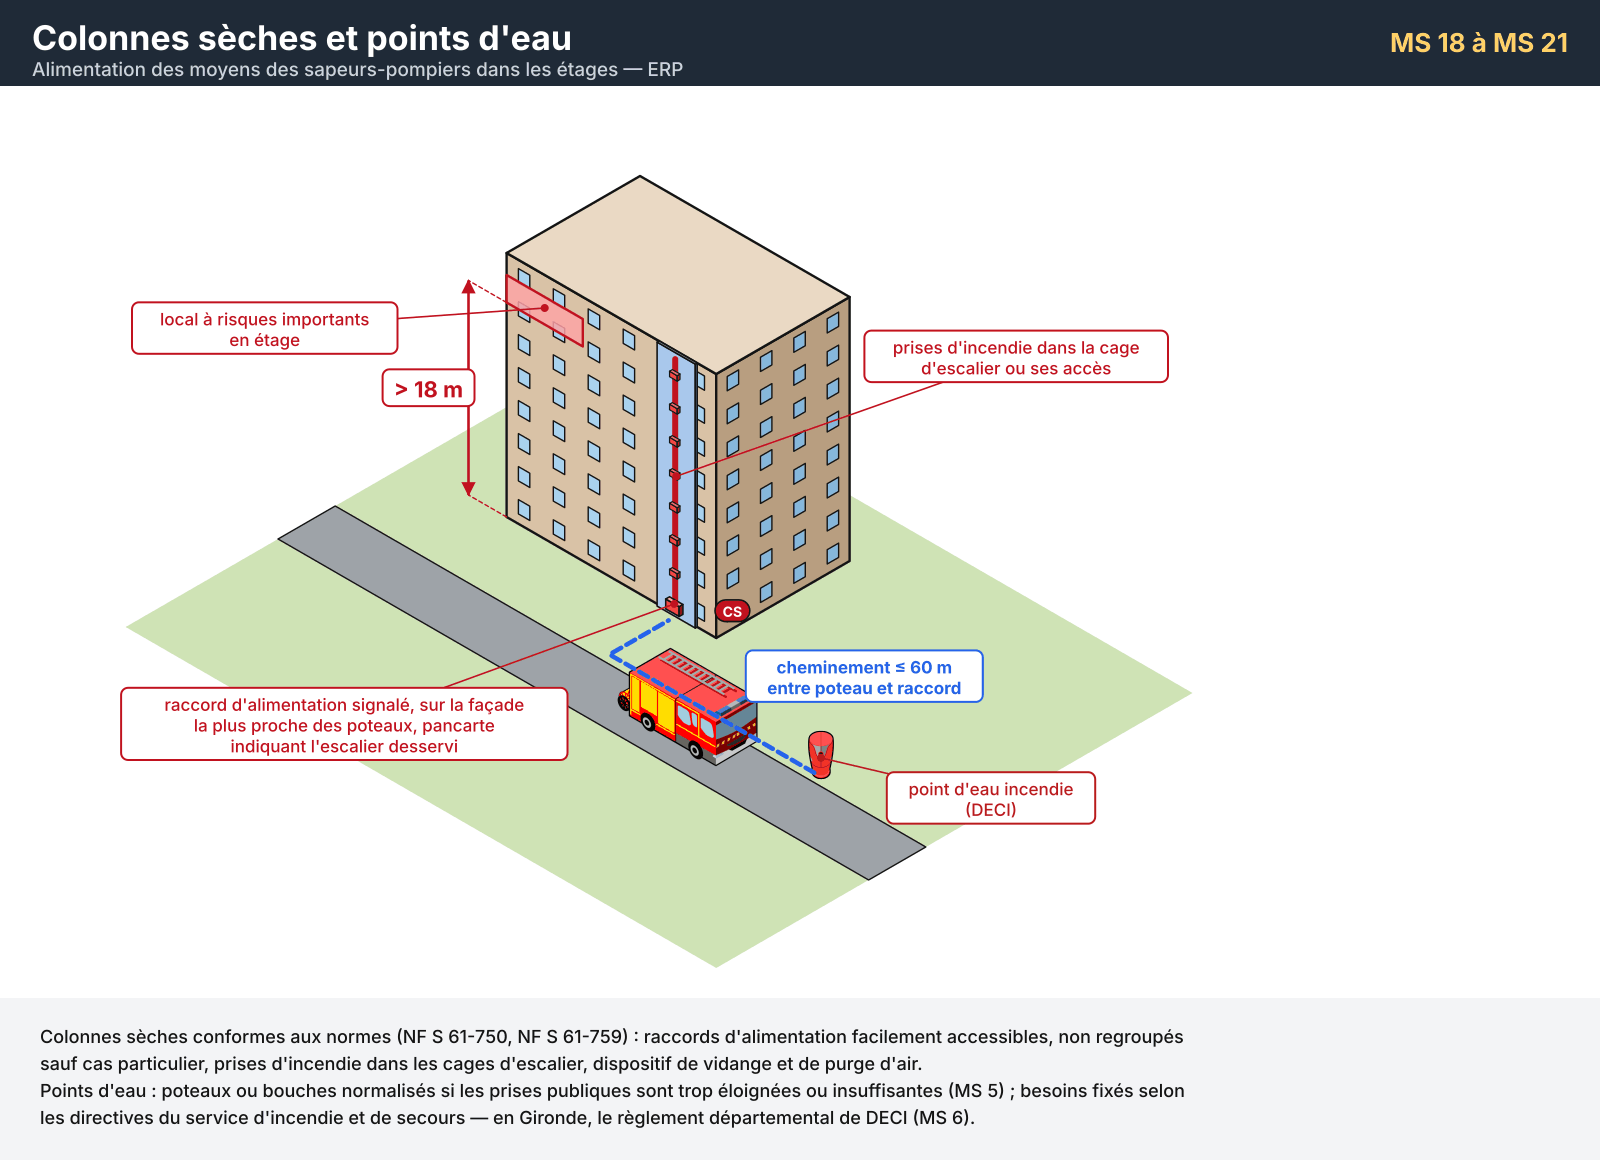 Colonnes sèches et points d'eau
MS 18 à MS 21
Alimentation des moyens des sapeurs-pompiers dans les étages — ERP
local à risques importants
en étage
prises d'incendie dans la cage
d'escalier ou ses accès
> 18 m
CS
cheminement ≤ 60 m
entre poteau et raccord
raccord d'alimentation signalé, sur la façade
la plus proche des poteaux, pancarte
indiquant l'escalier desservi
point d'eau incendie
(DECI)
Colonnes sèches conformes aux normes (NF S 61-750, NF S 61-759) : raccords d'alimentation facilement accessibles, non regroupés
sauf cas particulier, prises d'incendie dans les cages d'escalier, dispositif de vidange et de purge d'air.
Points d'eau : poteaux ou bouches normalisés si les prises publiques sont trop éloignées ou insuffisantes (MS 5) ; besoins fixés selon
les directives du service d'incendie et de secours — en Gironde, le règlement départemental de DECI (MS 6).